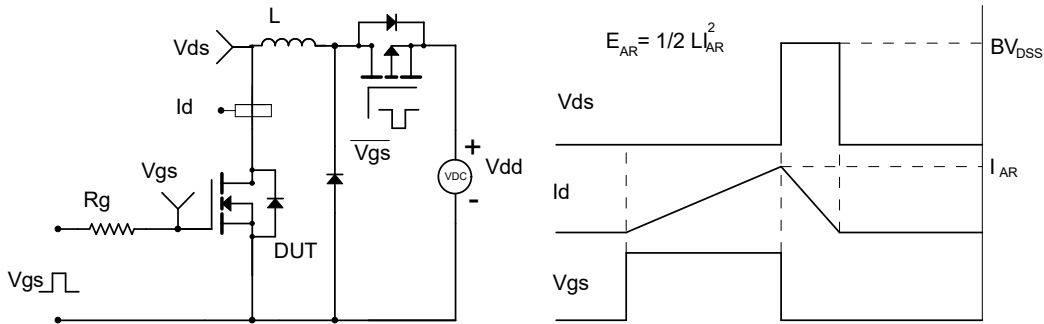 L
Vds
Id
Vgs
Rg
DUT
Vgs
Vgs
VDC
+
-
Vdd
E_AR= 1/2 LI_AR^2
Vds
BV_DSS
Id
I_AR
Vgs